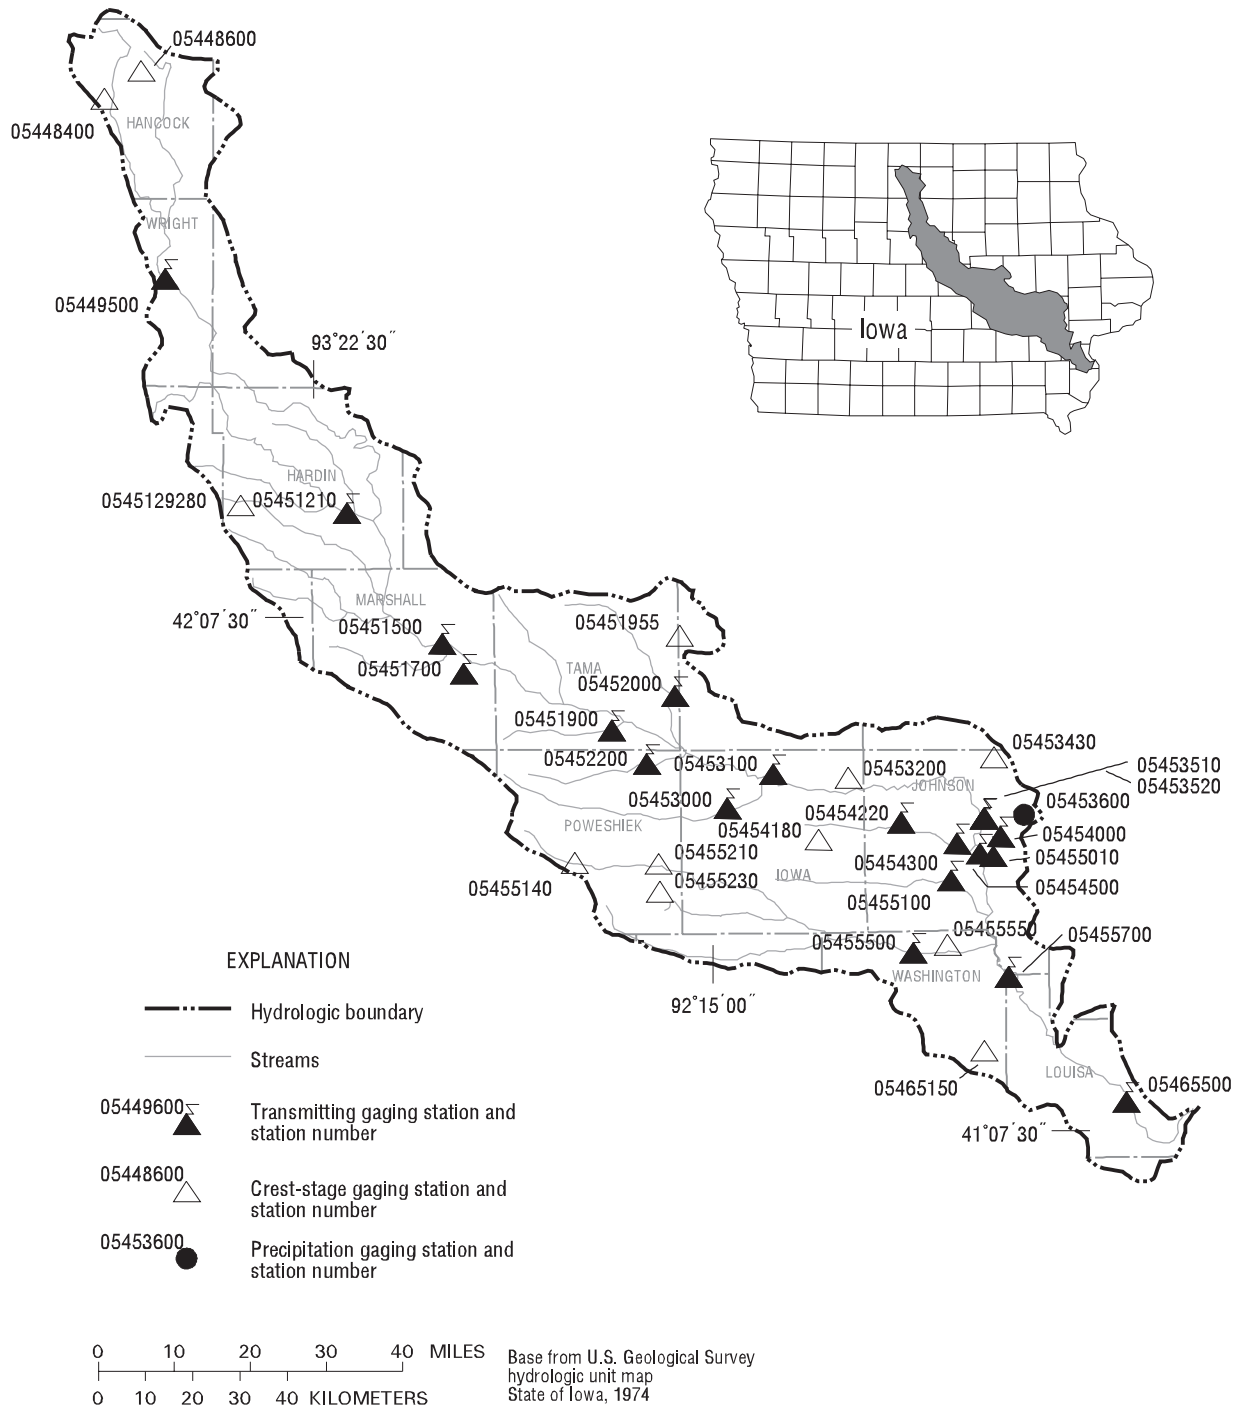 05448600
05448400
HANCOCK
WRIGHT
05449500
93°22'30"
Iowa
HARDIN
0545129280
05451210
MARSHALL
42°07'30"
05451500
05451955
05451700
TAMA
05452000
05451900
05452200
05453100
05453430
05453200
JOHNSON
05453510
05453520
05453000
05453600
05454220
POWESHIEK
05454180
05454000
05455210
05455010
05454300
05455230
IOWA
05455140
05454500
05455100
05455550
05455500
05455700
WASHINGTON
92°15'00"
EXPLANATION
Hydrologic boundary
Streams
LOUISA
05465150
05465500
41°07'30"
05449600
Transmitting gaging station and
station number
05448600
Crest-stage gaging station and
station number
05453600
Precipitation gaging station and
station number
0 10 20 30 40 MILES
0 10 20 30 40 KILOMETERS
Base from U.S. Geological Survey
hydrologic unit map
State of Iowa, 1974